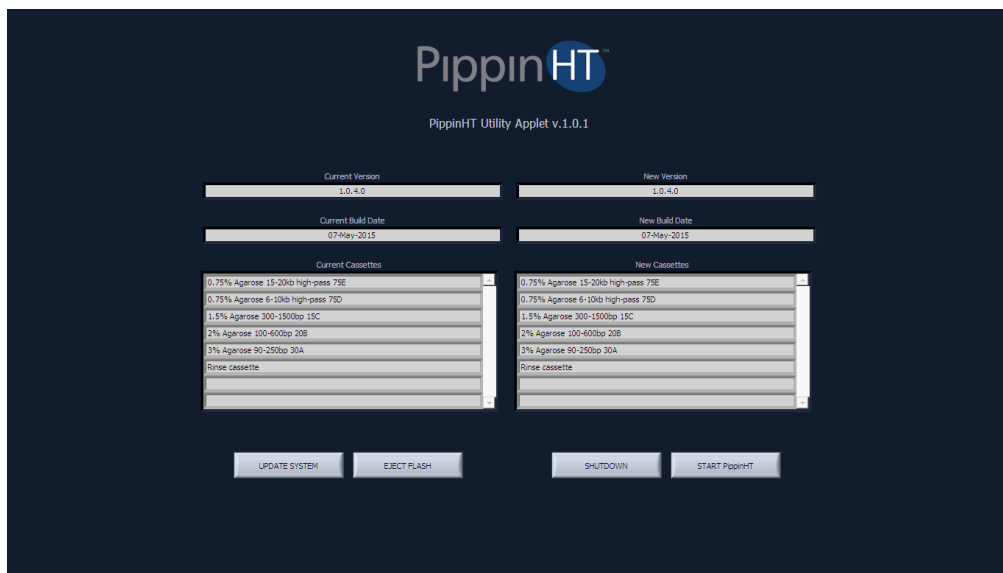 PippinHT™
PippinHT Utility Applet v.1.0.1
Current Version
1.0.4.0
New Version
1.0.4.0
Current Build Date
07-May-2015
New Build Date
07-May-2015
Current Cassettes
0.75% Agarose 15-20kb high-pass 75E
0.75% Agarose 6-10kb high-pass 75D
1.5% Agarose 300-1500bp 15C
2% Agarose 100-600bp 20B
3% Agarose 90-250bp 30A
Rinse cassette
New Cassettes
0.75% Agarose 15-20kb high-pass 75E
0.75% Agarose 6-10kb high-pass 75D
1.5% Agarose 300-1500bp 15C
2% Agarose 100-600bp 20B
3% Agarose 90-250bp 30A
Rinse cassette
UPDATE SYSTEM
EJECT FLASH
SHUTDOWN
START PippinHT